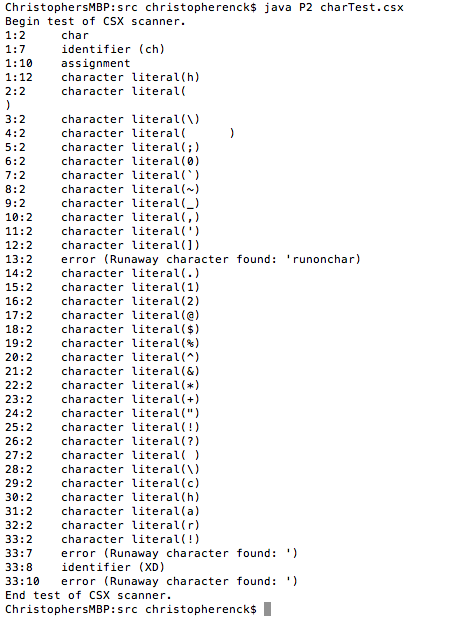 ChristophersMBP:src christopherenck$ java P2 charTest.csx
Begin test of CSX scanner.
1:2 char
1:7 identifier (ch)
1:10 assignment
1:12 character literal(h)
2:2 character literal(
)
3:2 character literal(\)
4:2 character literal( )
5:2 character literal(;)
6:2 character literal(0)
7:2 character literal(`)
8:2 character literal(~)
9:2 character literal(_)
10:2 character literal(,)
11:2 character literal(')
12:2 character literal(])
13:2 error (Runaway character found: 'runonchar)
14:2 character literal(.)
15:2 character literal(1)
16:2 character literal(2)
17:2 character literal(@)
18:2 character literal($)
19:2 character literal(%)
20:2 character literal(^)
21:2 character literal(&)
22:2 character literal(*)
23:2 character literal(+)
24:2 character literal(")
25:2 character literal(!)
26:2 character literal(?)
27:2 character literal( )
28:2 character literal(\)
29:2 character literal(c)
30:2 character literal(h)
31:2 character literal(a)
32:2 character literal(r)
33:2 character literal(!)
33:7 error (Runaway character found: ')
33:8 identifier (XD)
33:10 error (Runaway character found: ')
End test of CSX scanner.
ChristophersMBP:src christopherenck$